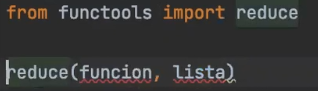 from functools import reduce
reduce(funcion, lista)